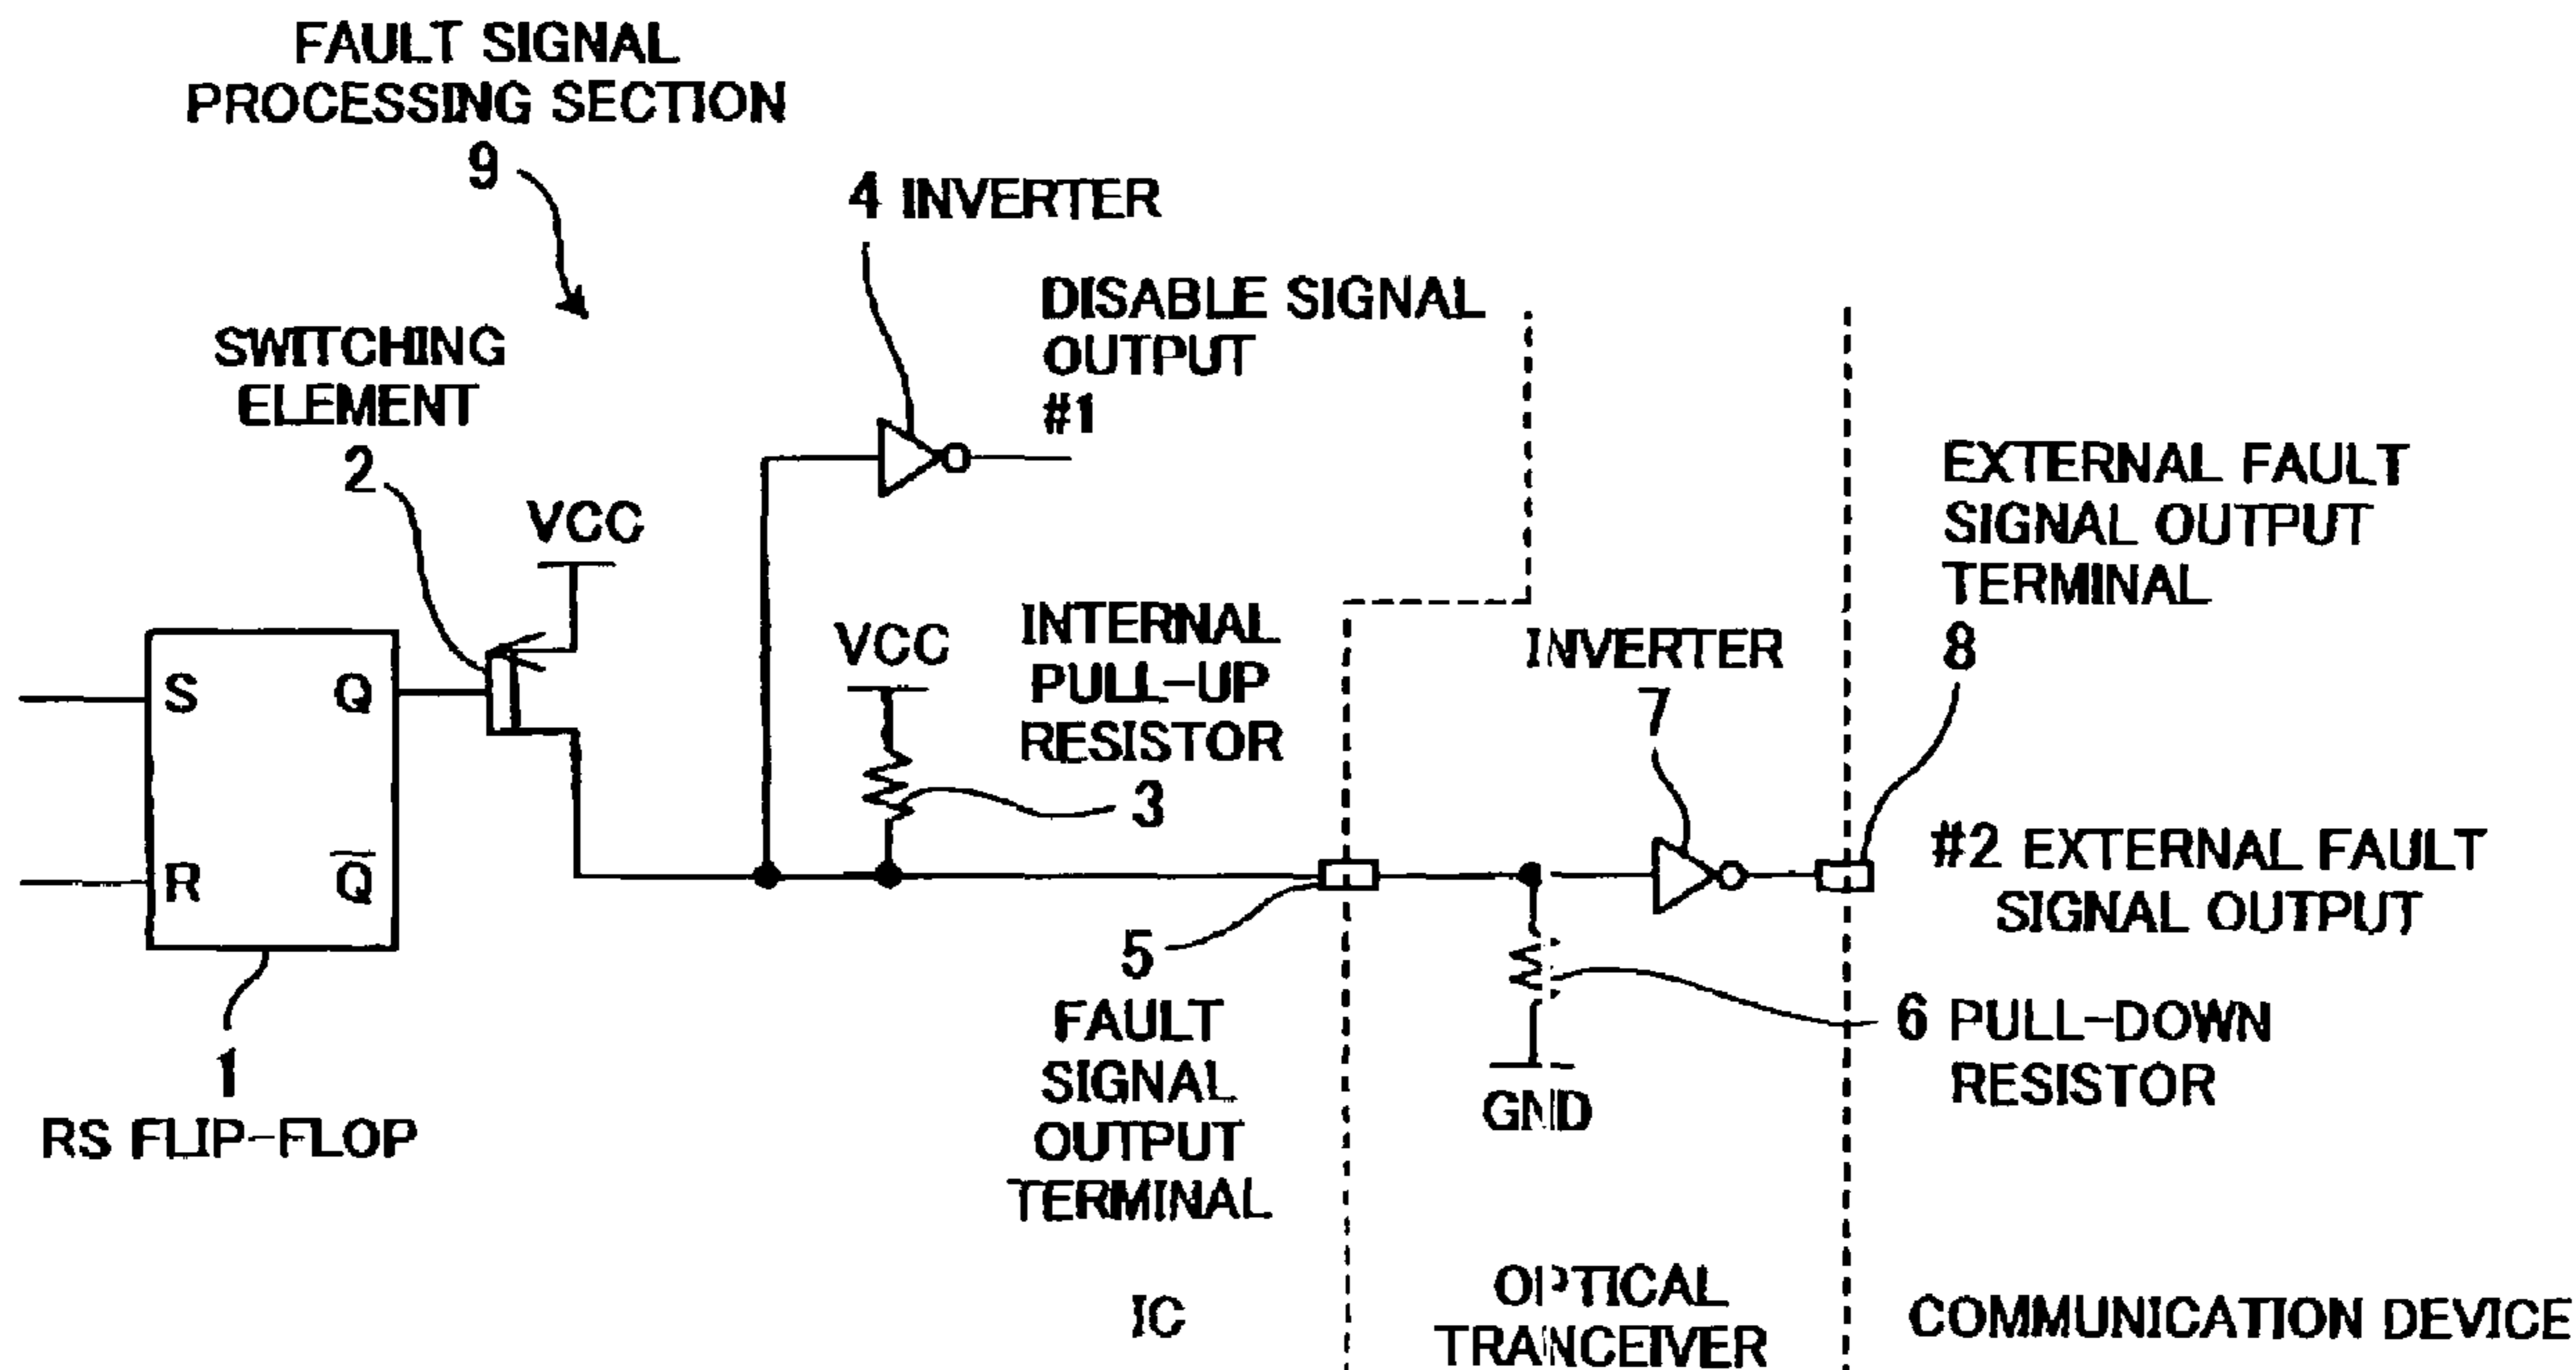 FAULT SIGNAL
PROCESSING SECTION
9
4 INVERTER
DISABLE SIGNAL
OUTPUT
#1
SWITCHING
ELEMENT
2
VCC
EXTERNAL FAULT
SIGNAL OUTPUT
TERMINAL
8
VCC
INTERNAL
PULL-UP
RESISTOR
3
INVERTER
7
S
Q
R
Q̅
#2 EXTERNAL FAULT
SIGNAL OUTPUT
5
FAULT
SIGNAL
OUTPUT
TERMINAL
6 PULL-DOWN
RESISTOR
GND
1
RS FLIP-FLOP
IC
OPTICAL
TRANCEIVER
COMMUNICATION DEVICE